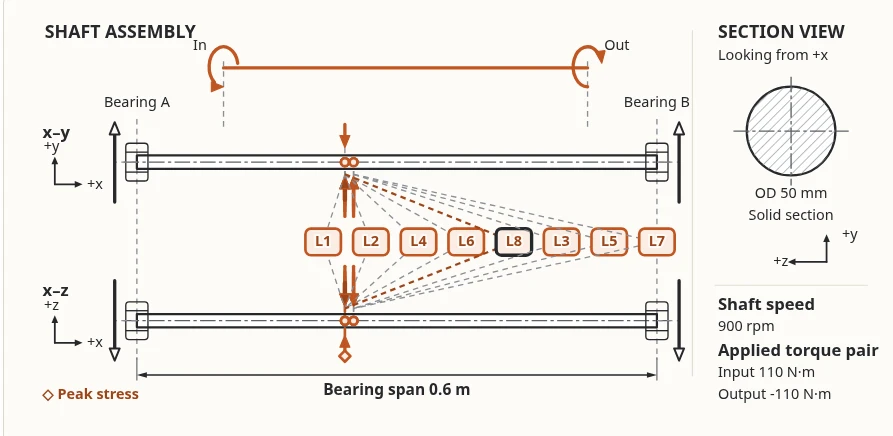 SHAFT ASSEMBLY
In
Out
Bearing A
Bearing B
x–y
+y
+x
L1 L2 L4 L6 L8 L3 L5 L7
x–z
+z
+x
◇ Peak stress
Bearing span 0.6 m
SECTION VIEW
Looking from +x
OD 50 mm
Solid section
+y
+z
Shaft speed
900 rpm
Applied torque pair
Input 110 N·m
Output -110 N·m